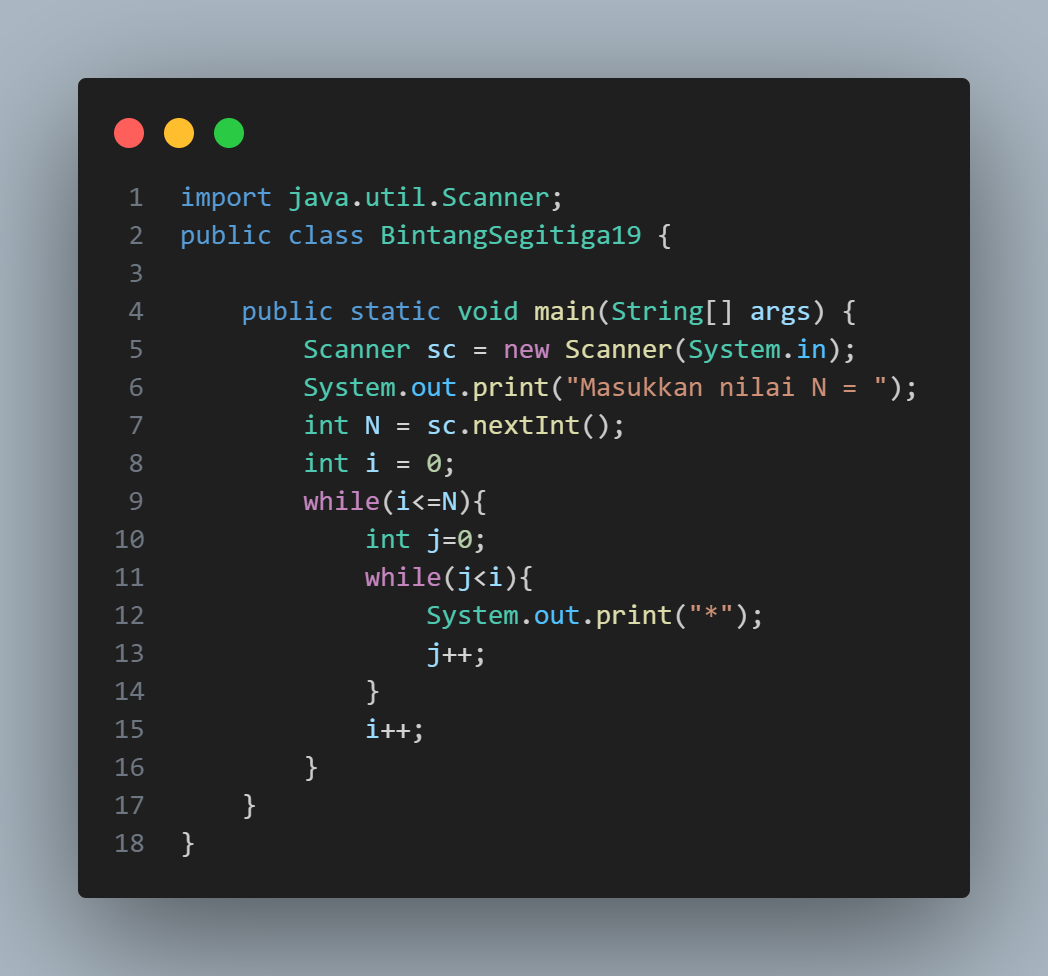 1 import java.util.Scanner;
2 public class BintangSegitiga19 {
3
4     public static void main(String[] args) {
5         Scanner sc = new Scanner(System.in);
6         System.out.print("Masukkan nilai N = ");
7         int N = sc.nextInt();
8         int i = 0;
9         while(i<=N){
10             int j=0;
11             while(j<i){
12                 System.out.print("*");
13                 j++;
14             }
15             i++;
16         }
17     }
18 }